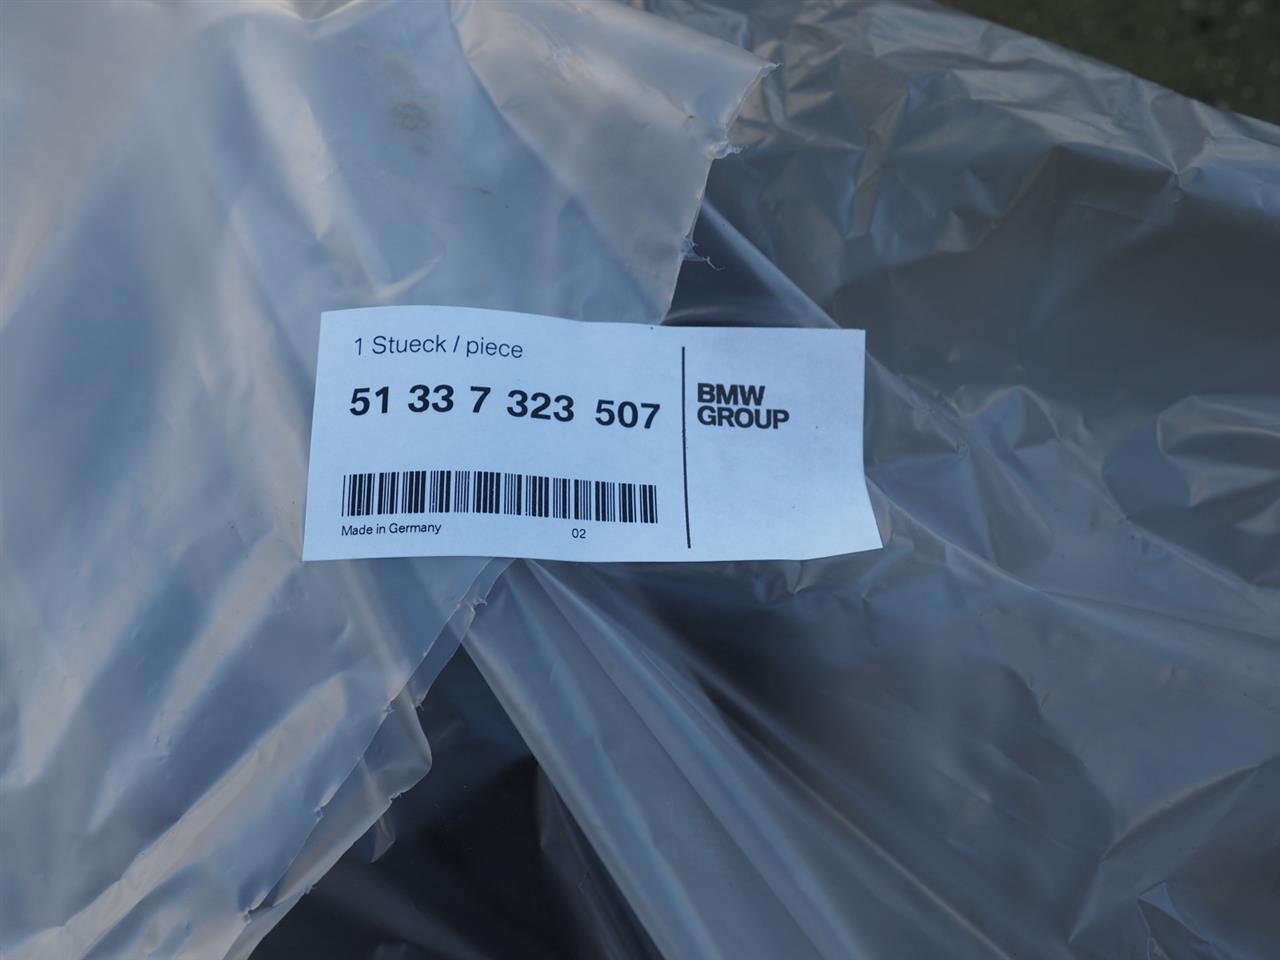 1 Stueck / piece
51 33 7 323 507
BMW
GROUP
Made in Germany
02